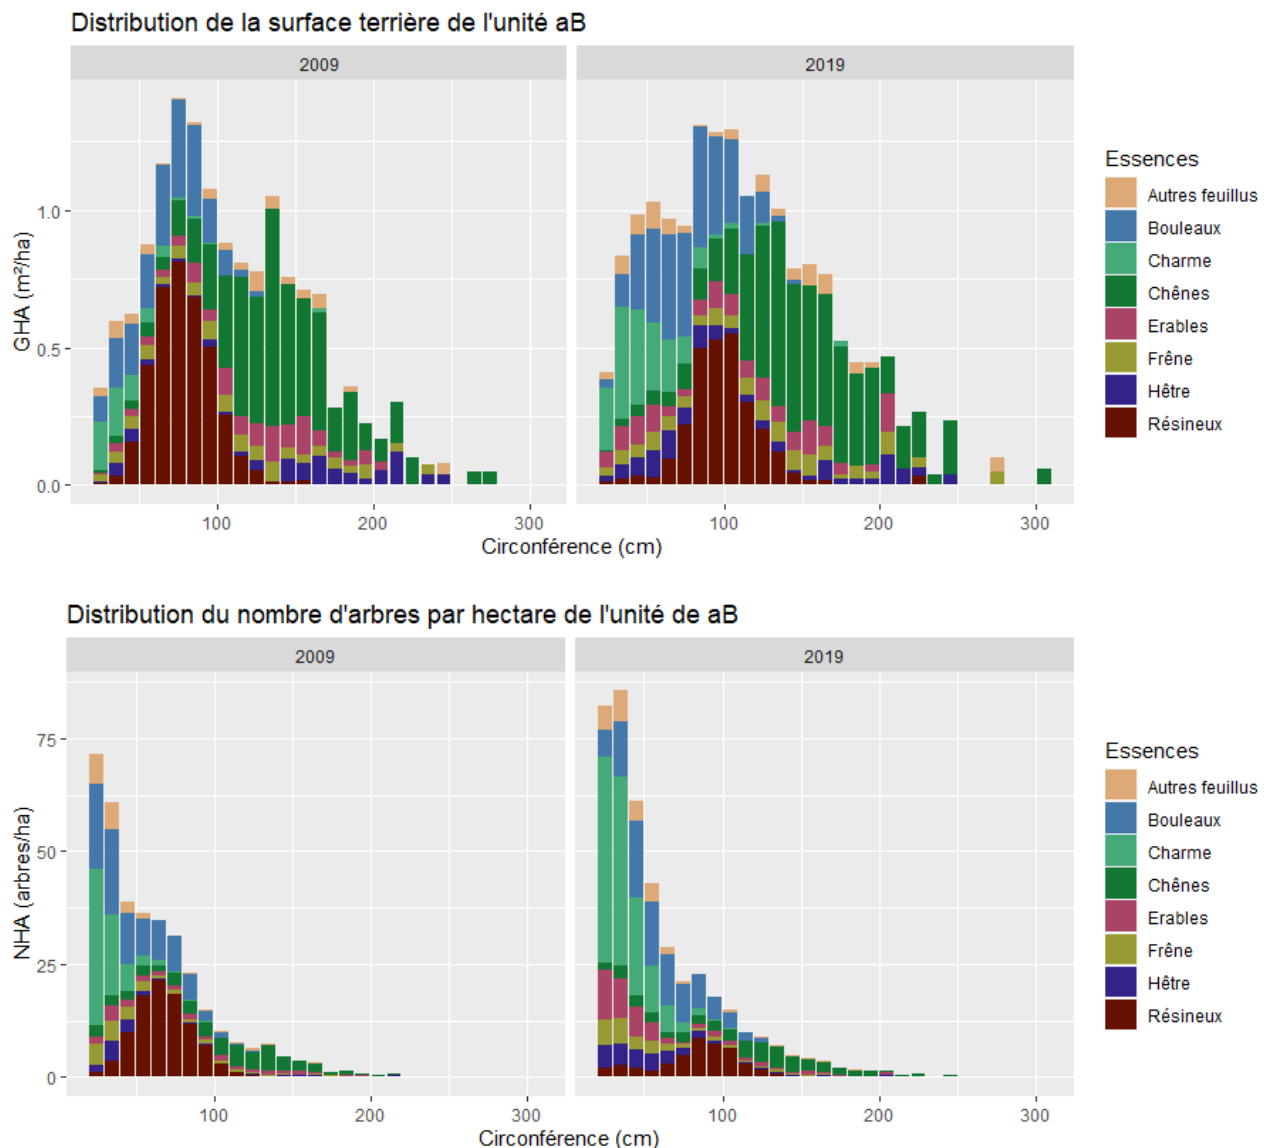 Distribution de la surface terrière de l'unité aB
2009
2019
GHA (m²/ha)
1.0
0.5
0.0
100
200
300
100
200
300
Circonférence (cm)
Essences
Autres feuillus
Bouleaux
Charme
Chênes
Erables
Frêne
Hêtre
Résineux
Distribution du nombre d'arbres par hectare de l'unité de aB
2009
2019
NHA (arbres/ha)
75
50
25
0
100
200
300
100
200
300
Circonférence (cm)
Essences
Autres feuillus
Bouleaux
Charme
Chênes
Erables
Frêne
Hêtre
Résineux